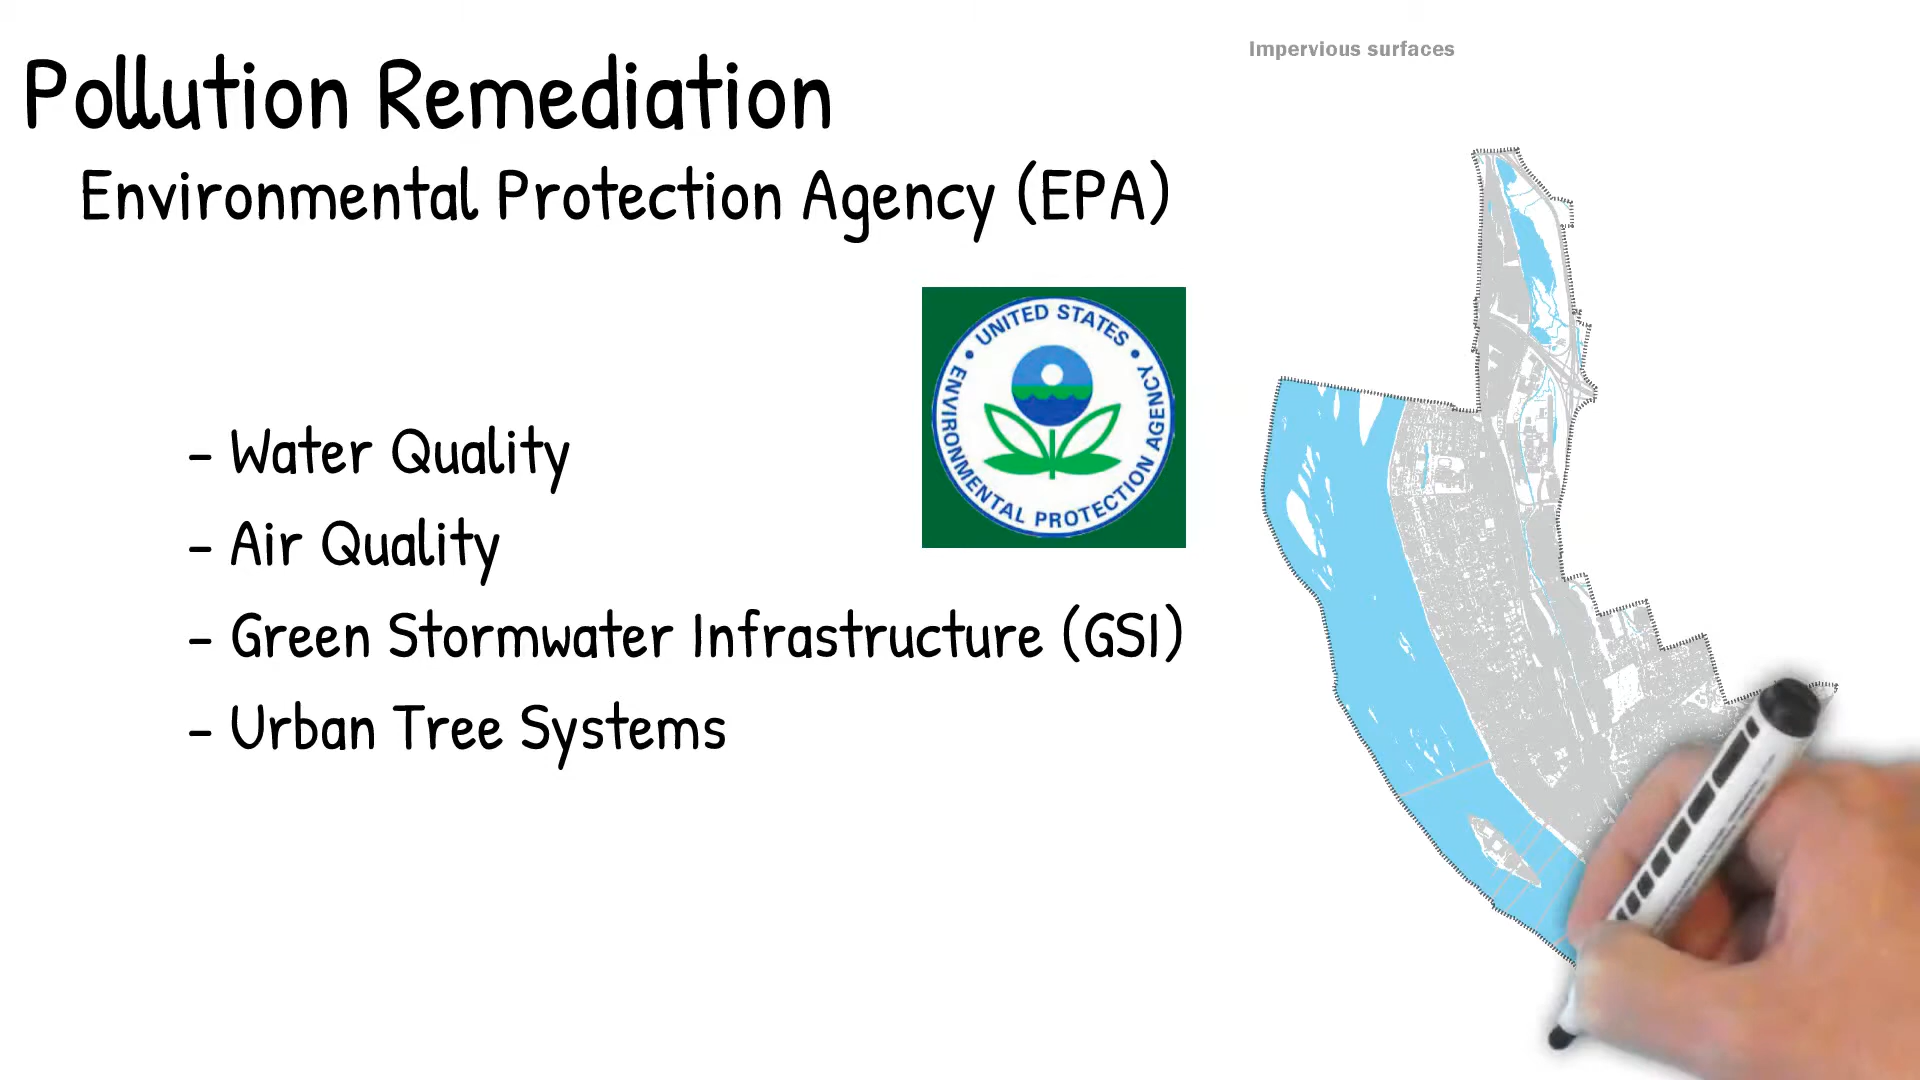 Pollution Remediation
Environmental Protection Agency (EPA)
Impervious surfaces
UNITED STATES
ENVIRONMENTAL PROTECTION AGENCY
- Water Quality
- Air Quality
- Green Stormwater Infrastructure (GSI)
- Urban Tree Systems